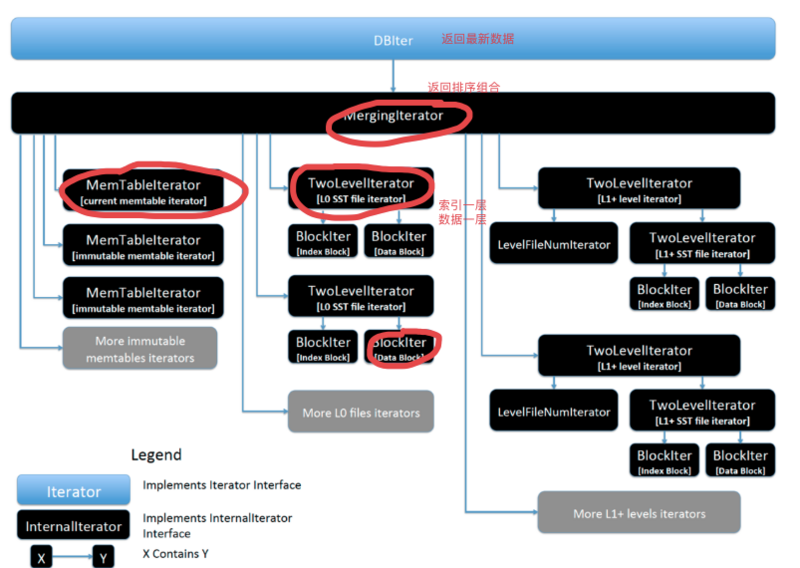 DBIter
返回最新数据
返回排序组合
MergingIterator
MemTableIterator
[current memtable iterator]
MemTableIterator
[immutable memtable iterator]
MemTableIterator
[immutable memtable iterator]
More immutable
memtables iterators
TwoLevelIterator
[L0 SST file iterator]
索引一层
数据一层
BlockIter
[Index Block]
BlockIter
[Data Block]
TwoLevelIterator
[L0 SST file iterator]
BlockIter
[Index Block]
BlockIter
[Data Block]
More L0 files iterators
TwoLevelIterator
[L1+ level iterator]
LevelFileNumIterator
TwoLevelIterator
[L1+ SST file iterator]
BlockIter
[Index Block]
BlockIter
[Data Block]
TwoLevelIterator
[L1+ level iterator]
LevelFileNumIterator
TwoLevelIterator
[L1+ SST file iterator]
BlockIter
[Index Block]
BlockIter
[Data Block]
More L1+ levels iterators
Legend
Iterator
Implements Iterator Interface
InternalIterator
Implements InternalIterator
Interface
X
Y
X Contains Y